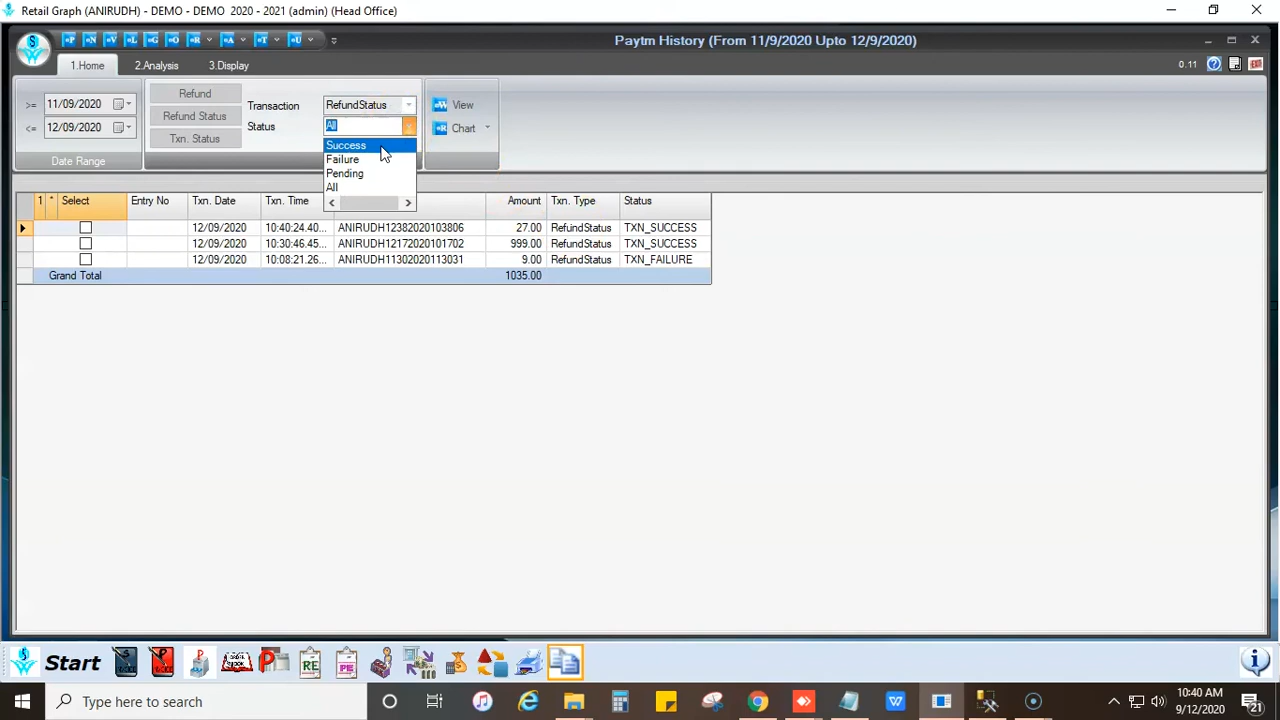 Retail Graph (ANIRUDH) - DEMO - DEMO 2020 - 2021 (admin) (Head Office)
P N V L G O R A T U
Paytm History (From 11/9/2020 Upto 12/9/2020)
1.Home 2.Analysis 3.Display
0.11
>= 11/09/2020
<= 12/09/2020
Date Range
Refund
Refund Status
Txn. Status
Transaction RefundStatus
Status All
Success
Failure
Pending
All
View
Chart
1 * Select Entry No Txn. Date Txn. Time Amount Txn. Type Status
12/09/2020 10:40:24.40... ANIRUDH12382020103806 27.00 RefundStatus TXN_SUCCESS
12/09/2020 10:30:46.45... ANIRUDH12172020101702 999.00 RefundStatus TXN_SUCCESS
12/09/2020 10:08:21.26... ANIRUDH11302020113031 9.00 RefundStatus TXN_FAILURE
Grand Total 1035.00
Start
RE
PE
Type here to search
10:40 AM
9/12/2020
21